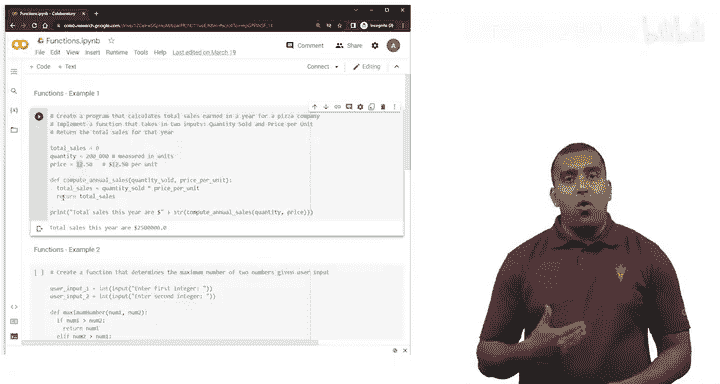 Functions.ipynb - Colaboratory
colab.research.google.com
Incognito
Functions.ipynb
File Edit View Insert Runtime Tools Help Last edited on March 19
Comment Share A
+ Code + Text Connect Editing
Functions - Example 1
# Create a program that calculates total sales earned in a year for a pizza company
# Implement a function that takes in two inputs: Quantity Sold and Price per Unit
# Return the total sales for that year
total_sales = 0
quantity = 200_000 # measured in units
price = 12.50 # $12.50 per unit
def compute_annual_sales(quantity_sold, price_per_unit):
total_sales = quantity_sold * price_per_unit
return total_sales
print("Total sales this year are $" + str(compute_annual_sales(quantity, price)))
Total sales this year are $2500000.0
Functions - Example 2
[ ] # Create a function that determines the maximum number of two numbers given user input
user_input_1 = int(input("Enter first integer: "))
user_input_2 = int(input("Enter second integer: "))
def maximumNumber(num1, num2):
if num1 > num2:
return num1
elif num2 > num1: